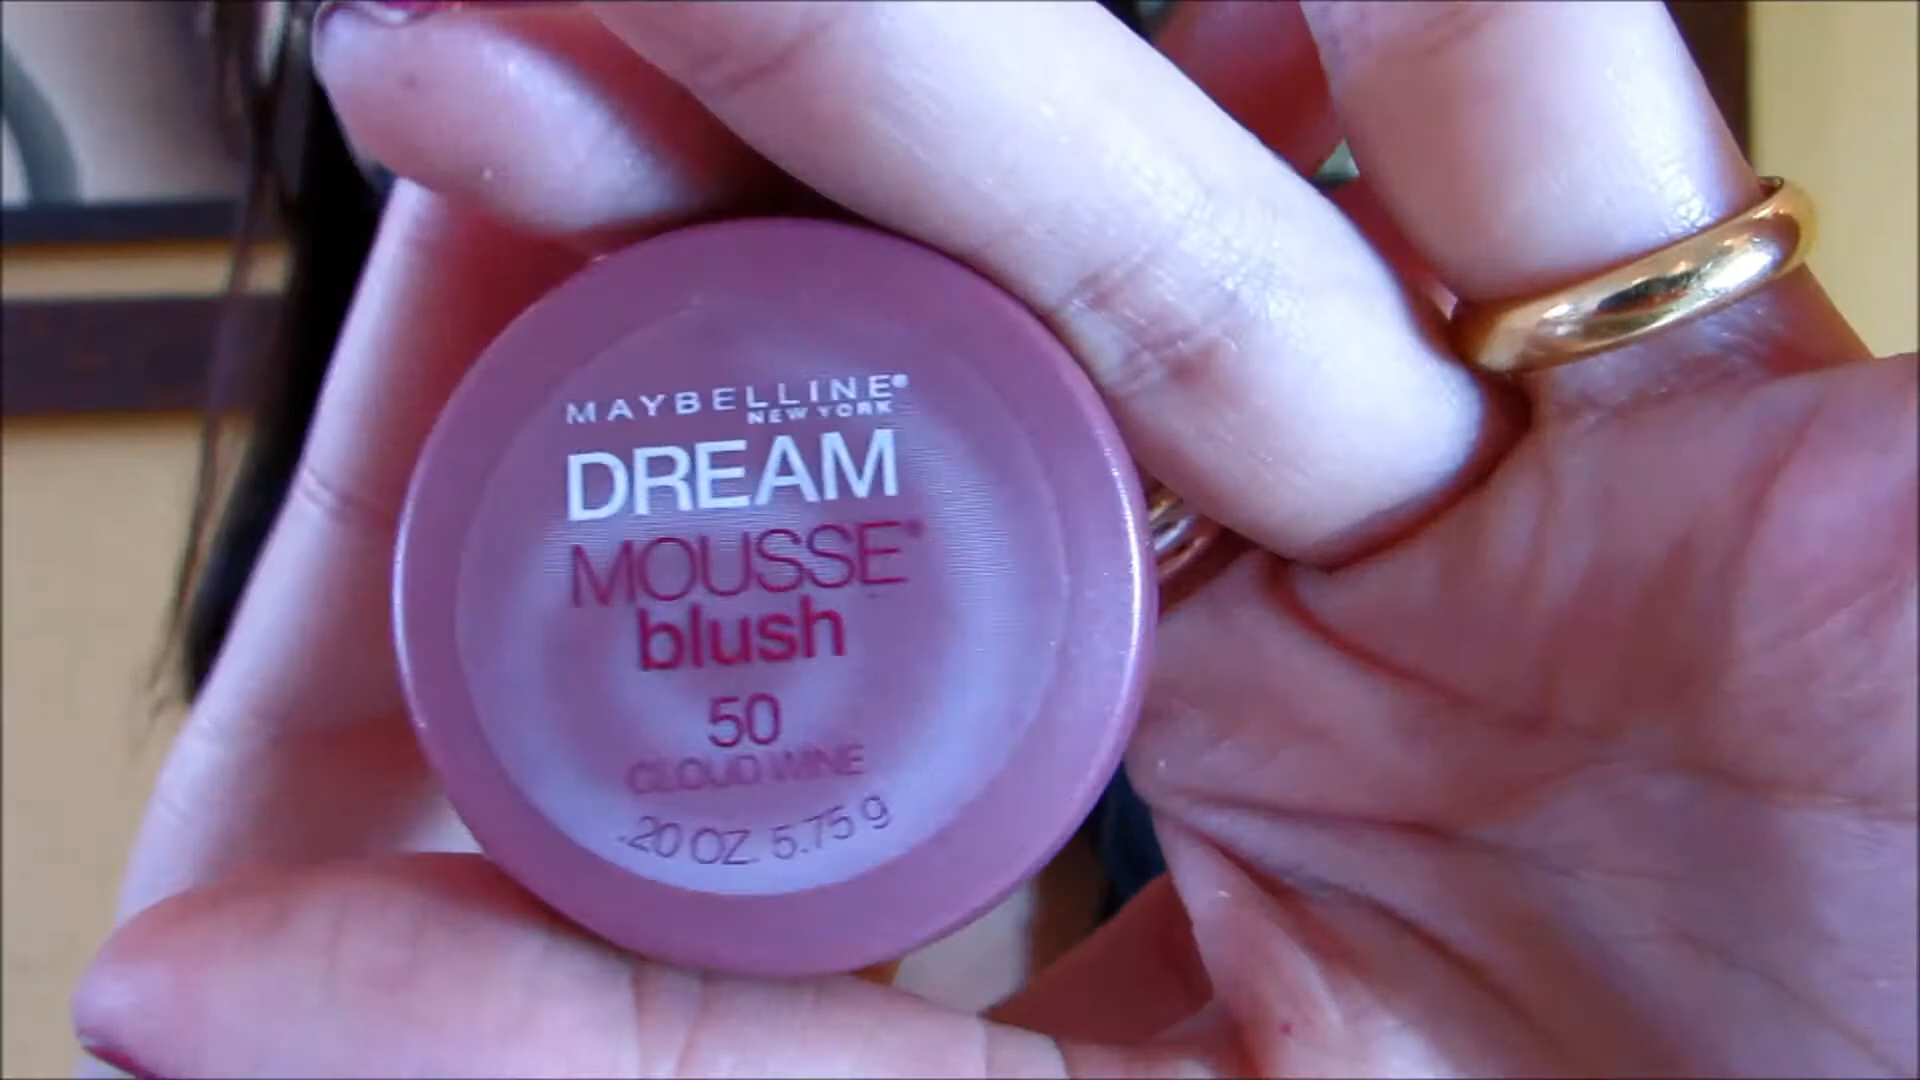 MAYBELLINE®
NEW YORK
DREAM
MOUSSE®
blush
50
CLOUD WINE
.20 OZ. 5.75 g